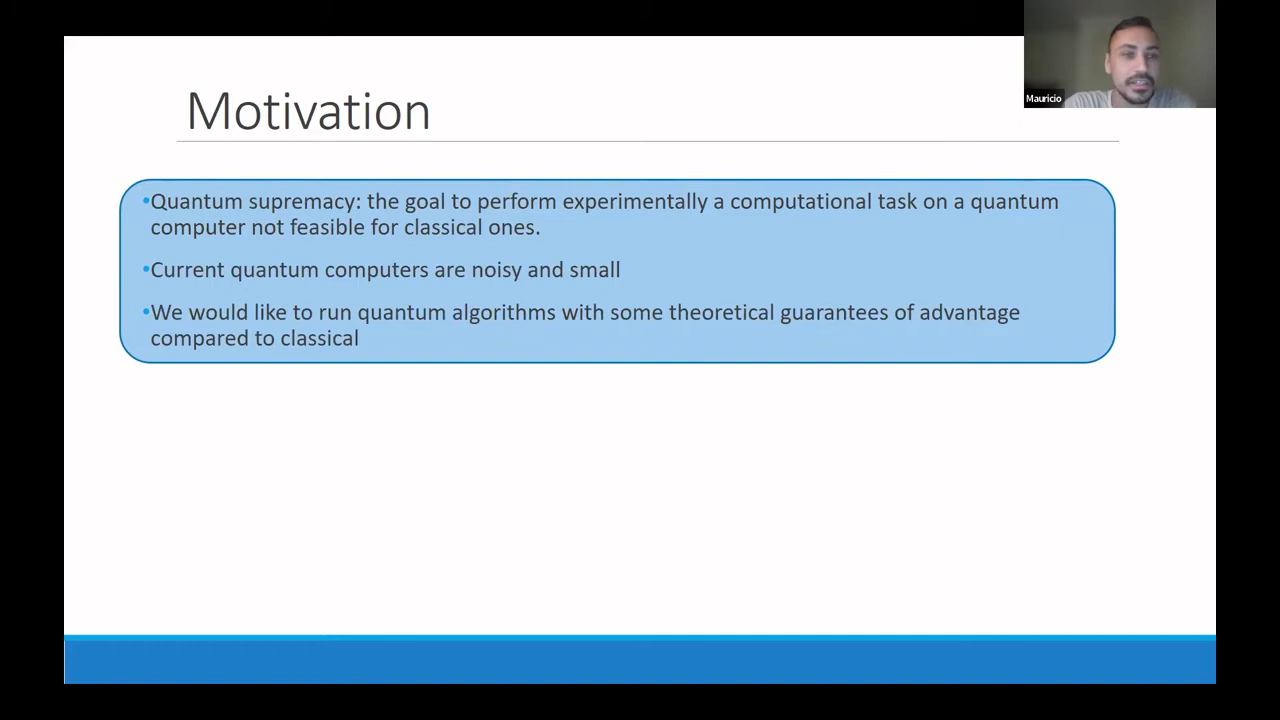 Motivation
Mauricio
•Quantum supremacy: the goal to perform experimentally a computational task on a quantum
computer not feasible for classical ones.
•Current quantum computers are noisy and small
•We would like to run quantum algorithms with some theoretical guarantees of advantage
compared to classical